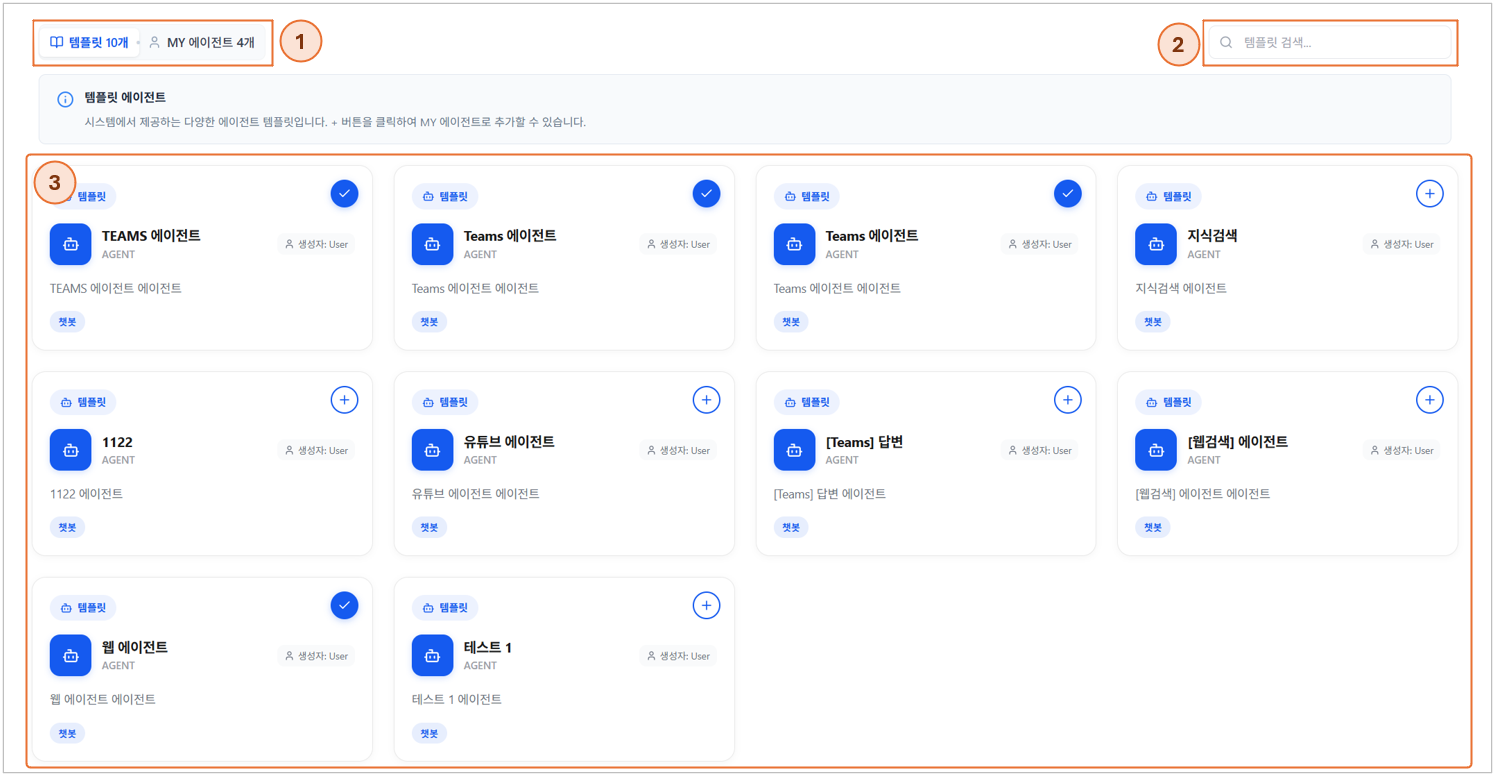 템플릿 10개
MY 에이전트 4개
1
2
템플릿 검색...
템플릿 에이전트
시스템에서 제공하는 다양한 에이전트 템플릿입니다. + 버튼을 클릭하여 MY 에이전트로 추가할 수 있습니다.
3
템플릿
TEAMS 에이전트
AGENT
생성자: User
TEAMS 에이전트 에이전트
챗봇
템플릿
Teams 에이전트
AGENT
생성자: User
Teams 에이전트 에이전트
챗봇
템플릿
Teams 에이전트
AGENT
생성자: User
Teams 에이전트 에이전트
챗봇
템플릿
지식검색
AGENT
생성자: User
지식검색 에이전트
챗봇
템플릿
1122
AGENT
생성자: User
1122 에이전트
챗봇
템플릿
유튜브 에이전트
AGENT
생성자: User
유튜브 에이전트 에이전트
챗봇
템플릿
[Teams] 답변
AGENT
생성자: User
[Teams] 답변 에이전트
챗봇
템플릿
[웹검색] 에이전트
AGENT
생성자: User
[웹검색] 에이전트 에이전트
챗봇
템플릿
웹 에이전트
AGENT
생성자: User
웹 에이전트 에이전트
챗봇
템플릿
테스트 1
AGENT
생성자: User
테스트 1 에이전트
챗봇